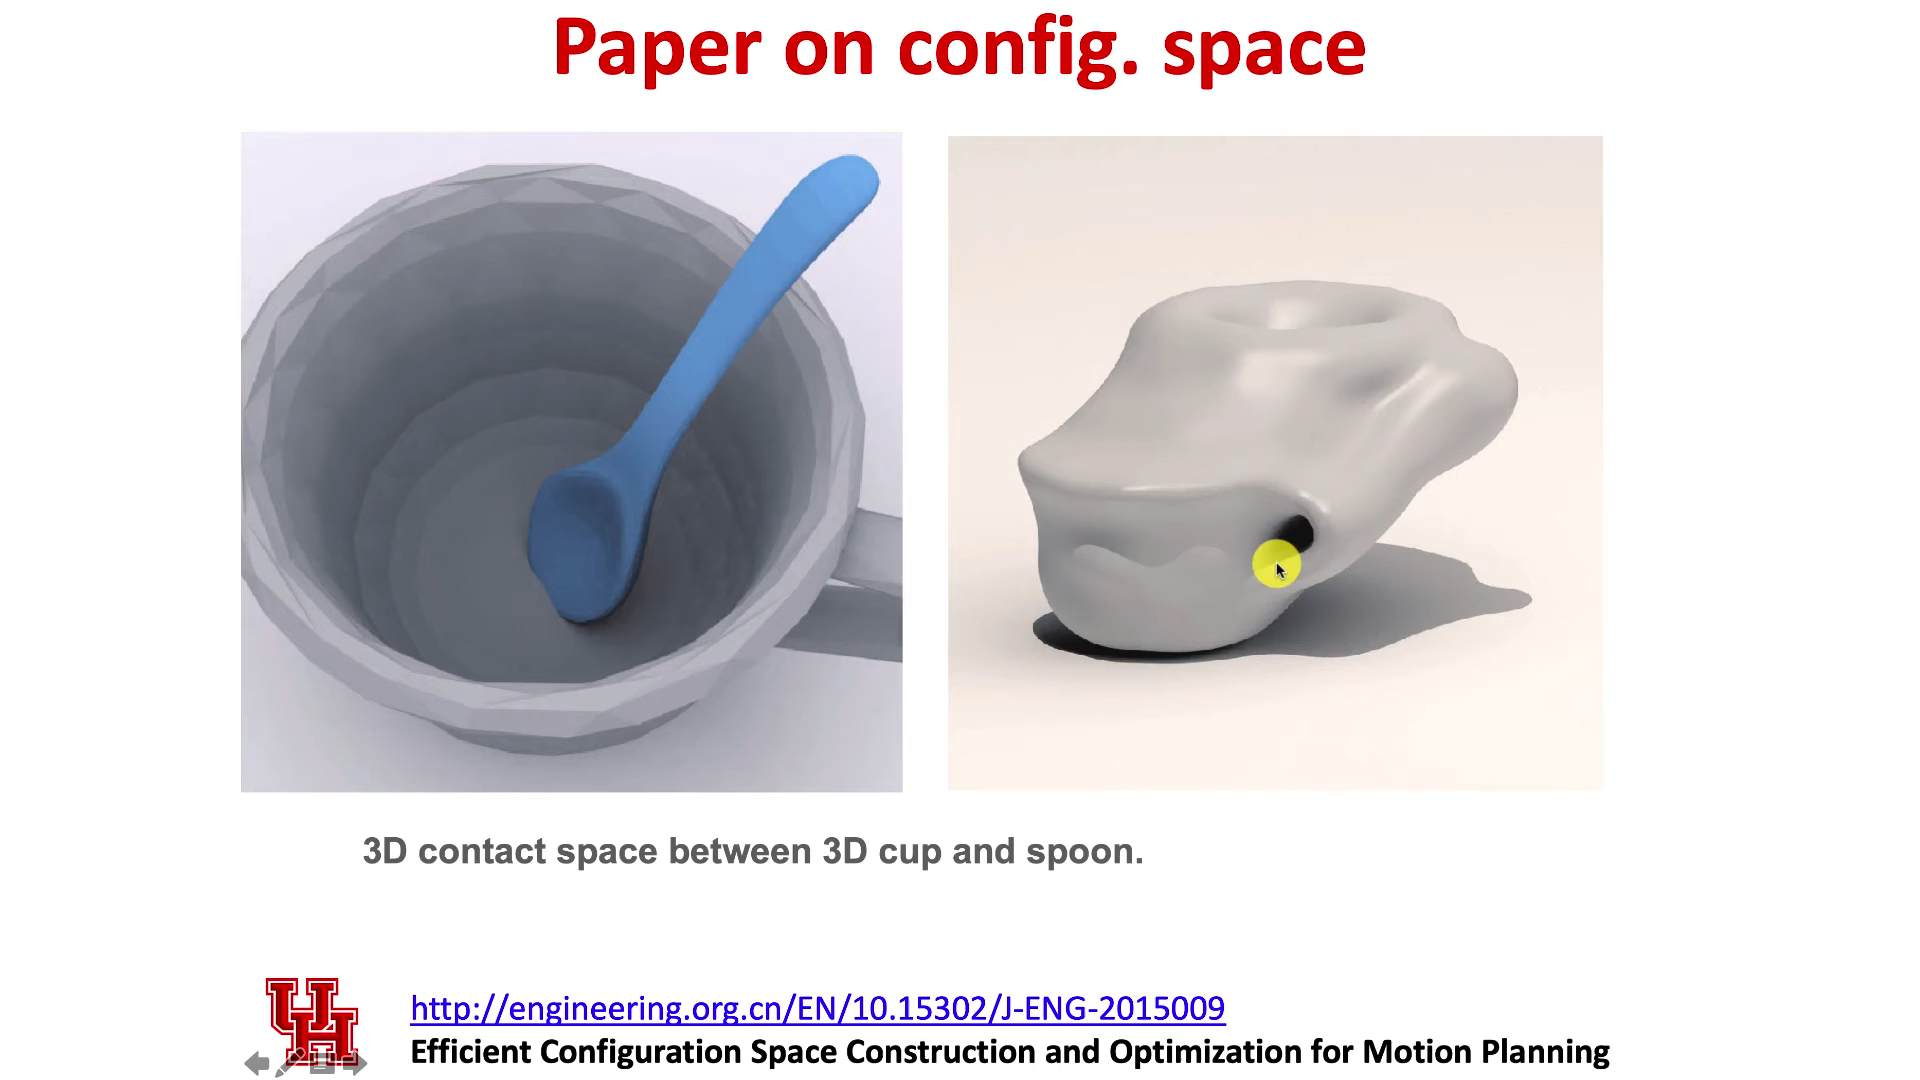 Paper on config. space
3D contact space between 3D cup and spoon.
UH
http://engineering.org.cn/EN/10.15302/J-ENG-2015009
Efficient Configuration Space Construction and Optimization for Motion Planning